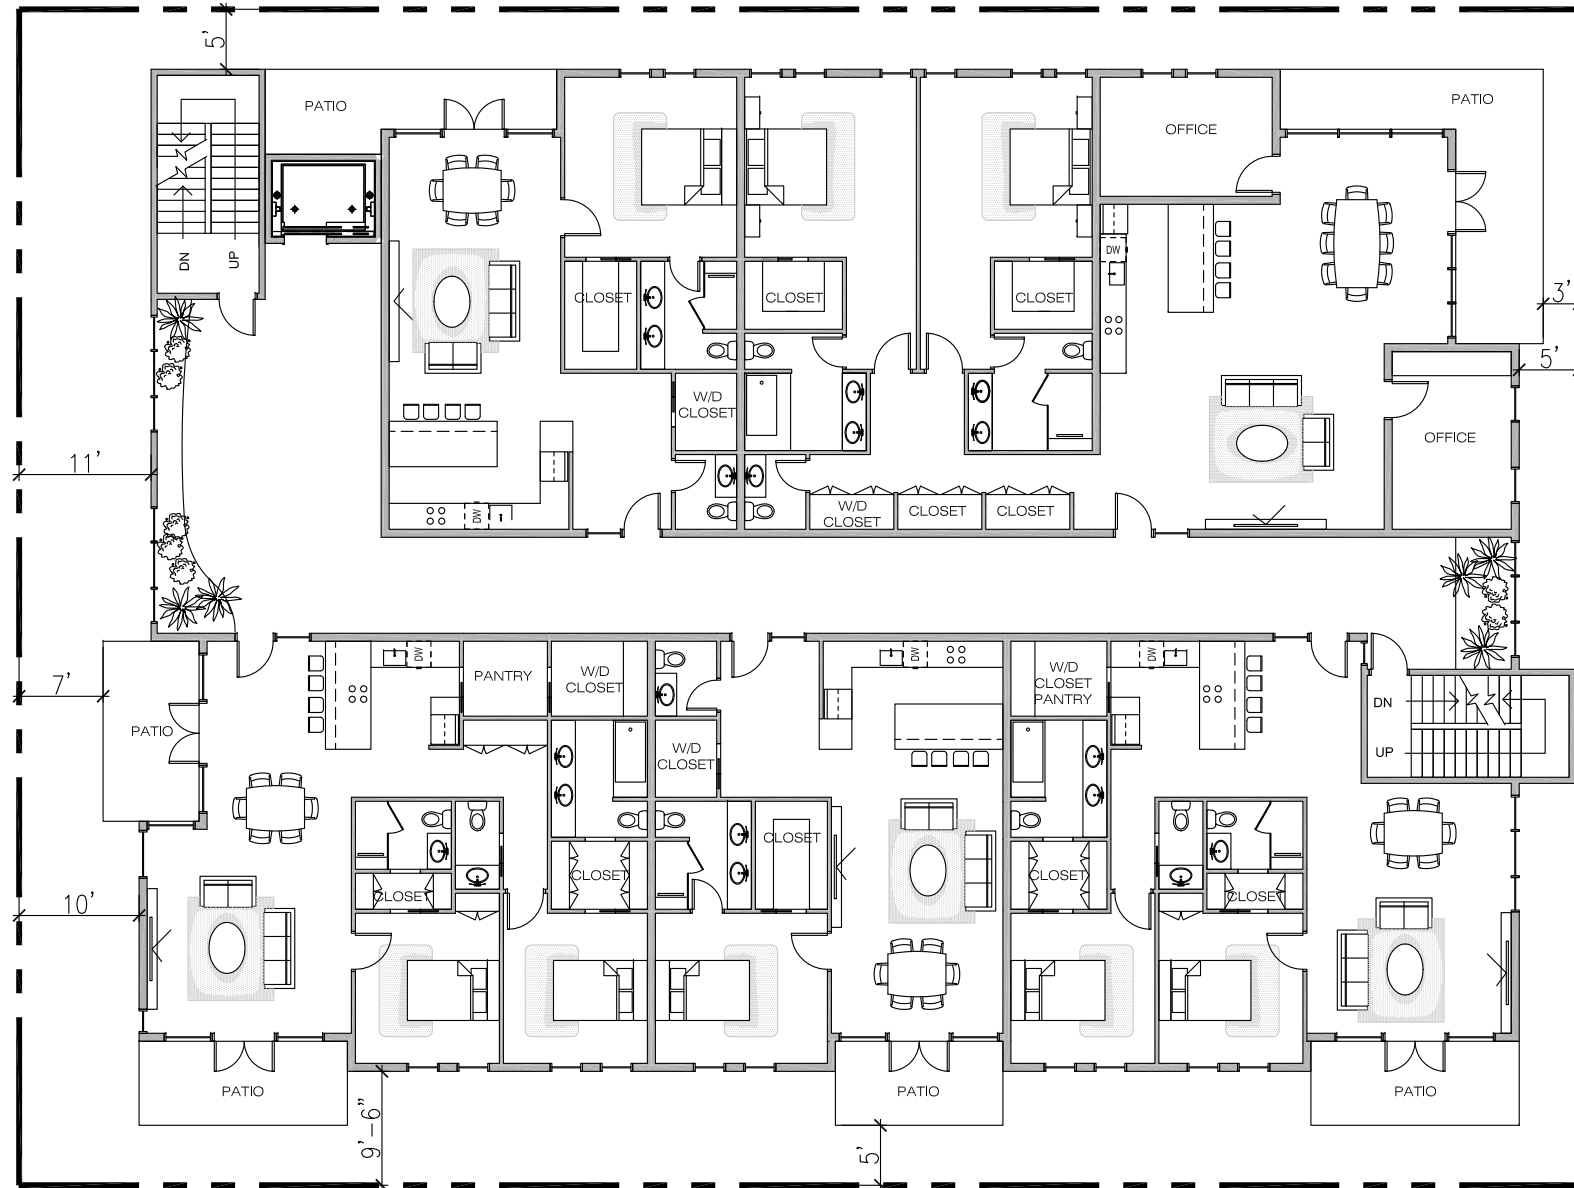 5'
PATIO
PATIO
OFFICE
DN
UP
DW
CLOSET
CLOSET
CLOSET
3'
5'
W/D
CLOSET
OFFICE
11'
DW
W/D
CLOSET
CLOSET
CLOSET
DW
DW
DW
PANTRY
W/D
CLOSET
W/D
CLOSET
PANTRY
7'
DN
PATIO
UP
W/D
CLOSET
CLOSET
CLOSET
CLOSET
CLOSET
CLOSET
10'
PATIO
PATIO
PATIO
9'-6"
5'